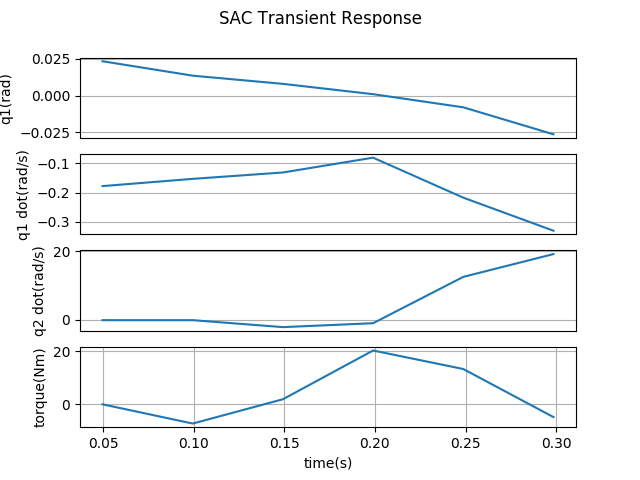 SAC Transient Response
0.025
0.000
−0.025
q1(rad)
−0.1
−0.2
−0.3
q1 dot(rad/s)
20
0
q2 dot(rad/s)
20
0
torque(Nm)
0.05 0.10 0.15 0.20 0.25 0.30
time(s)